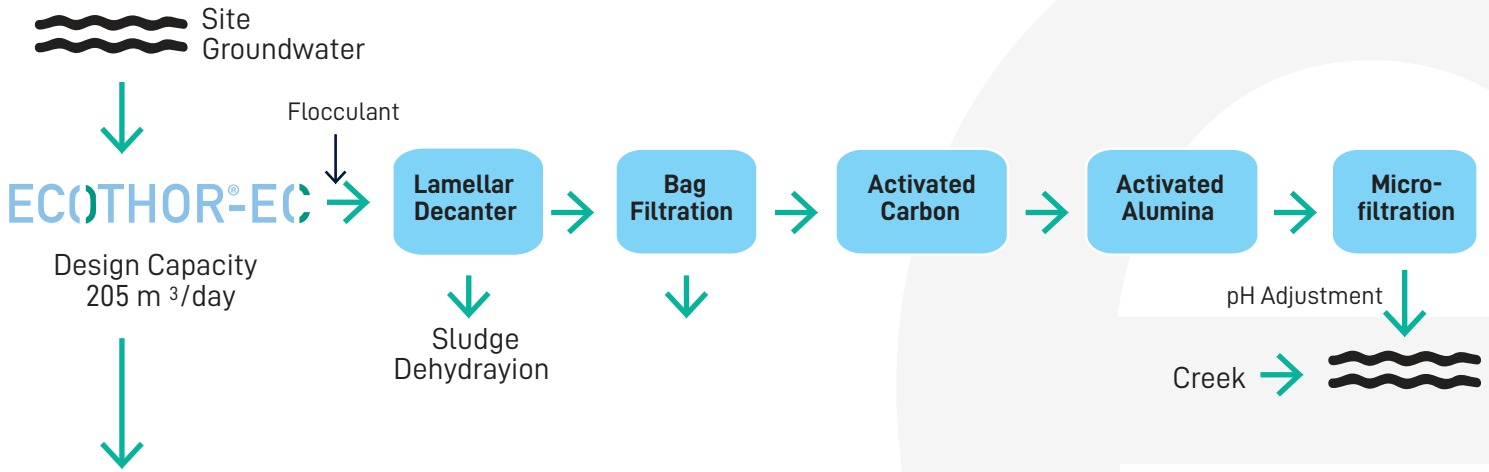 Site
Groundwater
Flocculant
ECOTHOR®-EC
Design Capacity
205 m ³/day
Lamellar
Decanter
Bag
Filtration
Activated
Carbon
Activated
Alumina
Micro-
filtration
Sludge
Dehydrayion
pH Adjustment
Creek